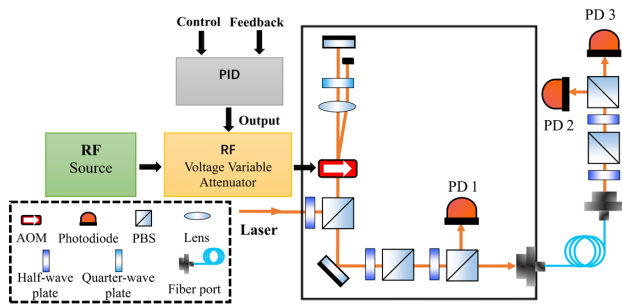 Control
Feedback
PID
Output
RF
Source
RF
Voltage Variable
Attenuator
Laser
PD 1
PD 2
PD 3
AOM
Photodiode
PBS
Lens
Half-wave
plate
Quarter-wave
plate
Fiber port